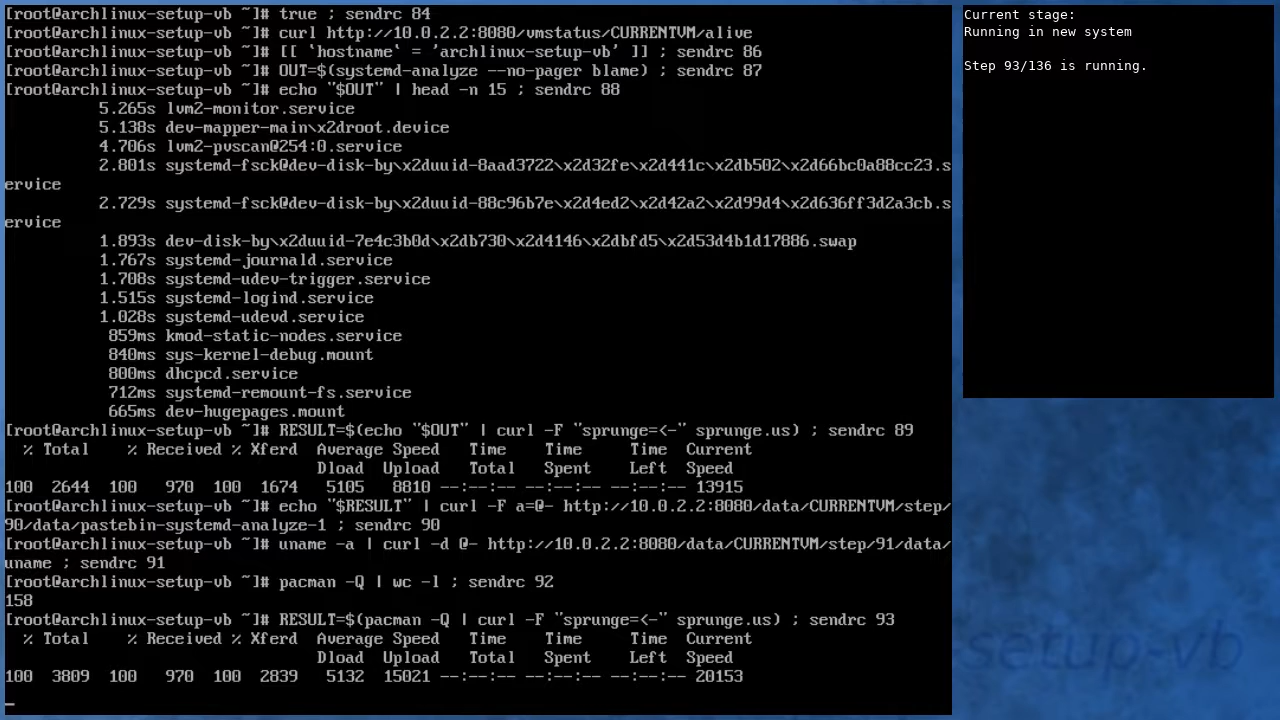 [root@archlinux-setup-vb ~]# true ; sendrc 84
[root@archlinux-setup-vb ~]# curl http://10.0.2.2:8080/vmstatus/CURRENTVM/alive
[root@archlinux-setup-vb ~]# [[ `hostname` = 'archlinux-setup-vb' ]] ; sendrc 86
[root@archlinux-setup-vb ~]# OUT=$(systemd-analyze --no-pager blame) ; sendrc 87
[root@archlinux-setup-vb ~]# echo "$OUT" | head -n 15 ; sendrc 88
5.265s lvm2-monitor.service
5.138s dev-mapper-main\x2droot.device
4.706s lvm2-pvscan@254:0.service
2.801s systemd-fsck@dev-disk-by\x2duuid-8aad3722\x2d32fe\x2d441c\x2db502\x2d66bc0a88cc23.s
ervice
2.729s systemd-fsck@dev-disk-by\x2duuid-88c96b7e\x2d4ed2\x2d42a2\x2d99d4\x2d636ff3d2a3cb.s
ervice
1.893s dev-disk-by\x2duuid-7e4c3b0d\x2db730\x2d4146\x2dbfd5\x2d53d4b1d17886.swap
1.767s systemd-journald.service
1.708s systemd-udev-trigger.service
1.515s systemd-logind.service
1.028s systemd-udevd.service
859ms kmod-static-nodes.service
840ms sys-kernel-debug.mount
800ms dhcpcd.service
712ms systemd-remount-fs.service
665ms dev-hugepages.mount
[root@archlinux-setup-vb ~]# RESULT=$(echo "$OUT" | curl -F "sprunge=<-" sprunge.us) ; sendrc 89
% Total    % Received % Xferd  Average Speed   Time    Time     Time  Current
Dload  Upload   Total   Spent    Left  Speed
100  2644  100   970  100  1674   5105   8810 --:--:-- --:--:-- --:--:-- 13915
[root@archlinux-setup-vb ~]# echo "$RESULT" | curl -F a=@- http://10.0.2.2:8080/data/CURRENTVM/step/
90/data/pastebin-systemd-analyze-1 ; sendrc 90
[root@archlinux-setup-vb ~]# uname -a | curl -d @- http://10.0.2.2:8080/data/CURRENTVM/step/91/data/
uname ; sendrc 91
[root@archlinux-setup-vb ~]# pacman -Q | wc -l ; sendrc 92
158
[root@archlinux-setup-vb ~]# RESULT=$(pacman -Q | curl -F "sprunge=<-" sprunge.us) ; sendrc 93
% Total    % Received % Xferd  Average Speed   Time    Time     Time  Current
Dload  Upload   Total   Spent    Left  Speed
100  3809  100   970  100  2839   5132  15021 --:--:-- --:--:-- --:--:-- 20153
Current stage:
Running in new system
Step 93/136 is running.
setup-vb